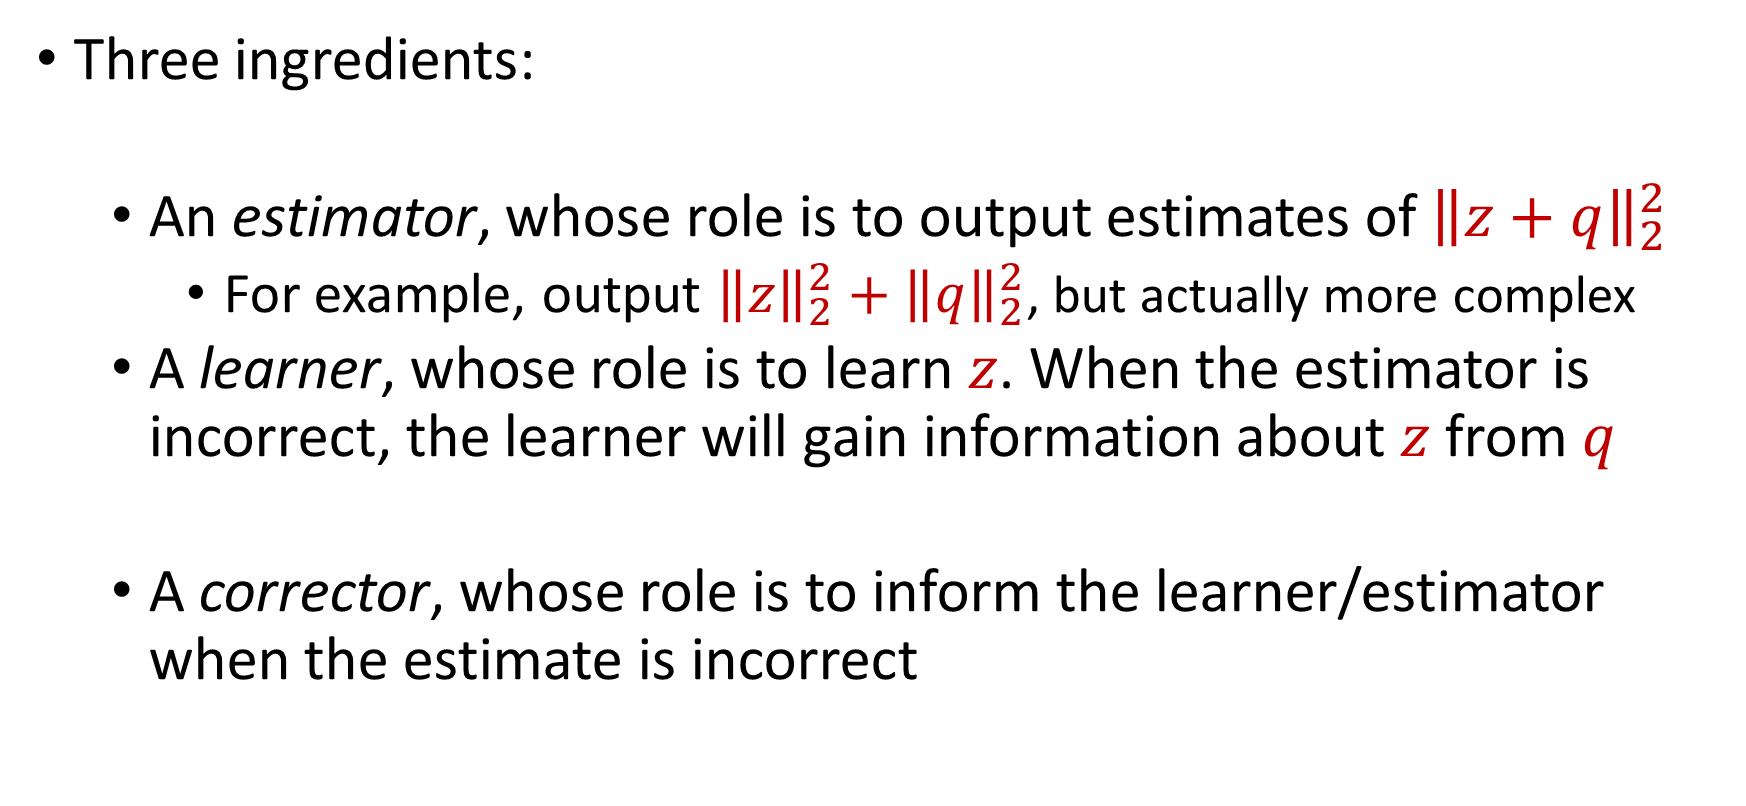 • Three ingredients:
• An estimator, whose role is to output estimates of ‖z + q‖₂²
• For example, output ‖z‖₂² + ‖q‖₂², but actually more complex
• A learner, whose role is to learn z. When the estimator is
incorrect, the learner will gain information about z from q
• A corrector, whose role is to inform the learner/estimator
when the estimate is incorrect